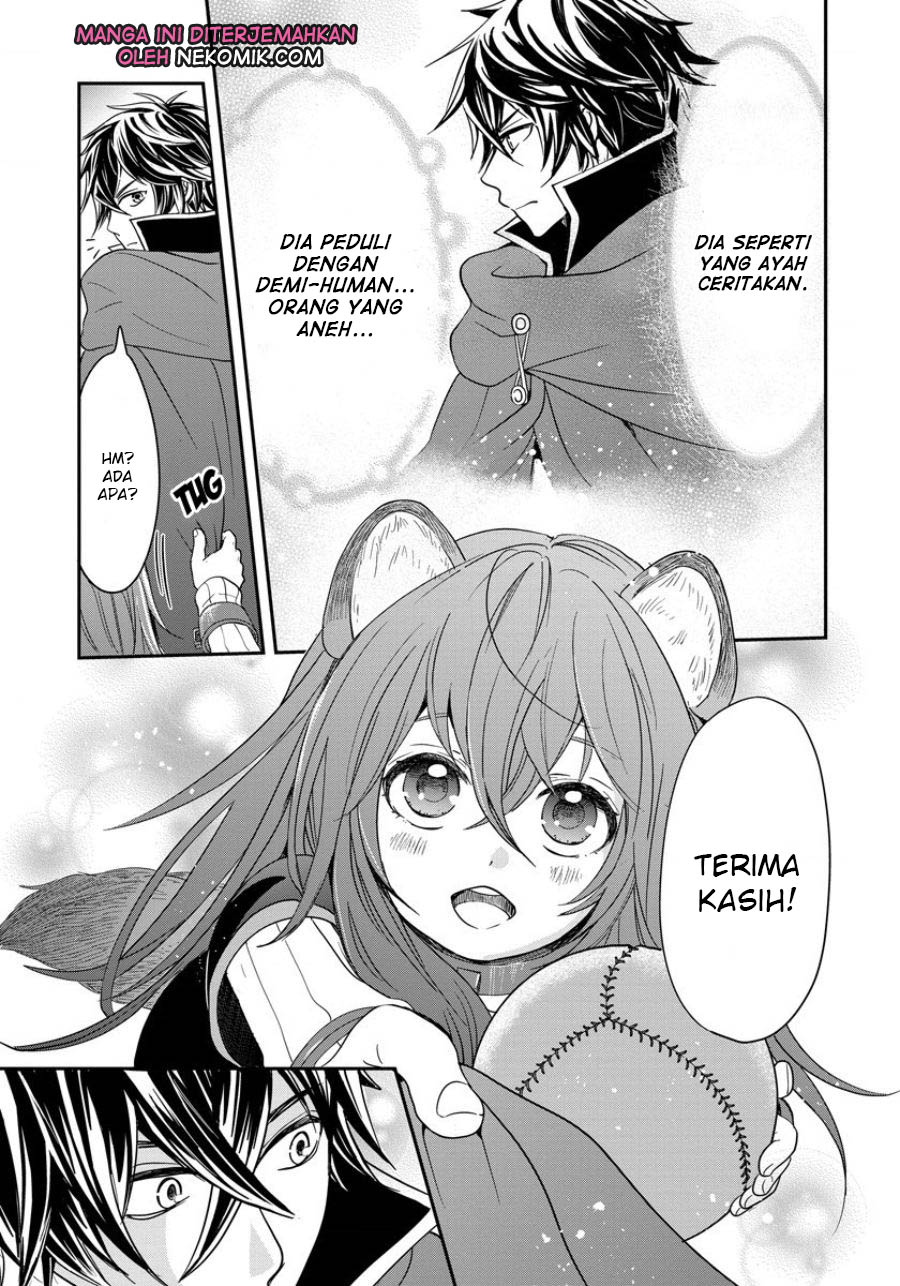 MANGA INI DITERJEMAHKAN
OLEH NEKOMIK.COM
DIA SEPERTI
YANG AYAH
CERITAKAN.
DIA PEDULI
DENGAN
DEMI-HUMAN...
ORANG YANG
ANEH...
TUG
HM?
ADA
APA?
TERIMA
KASIH!